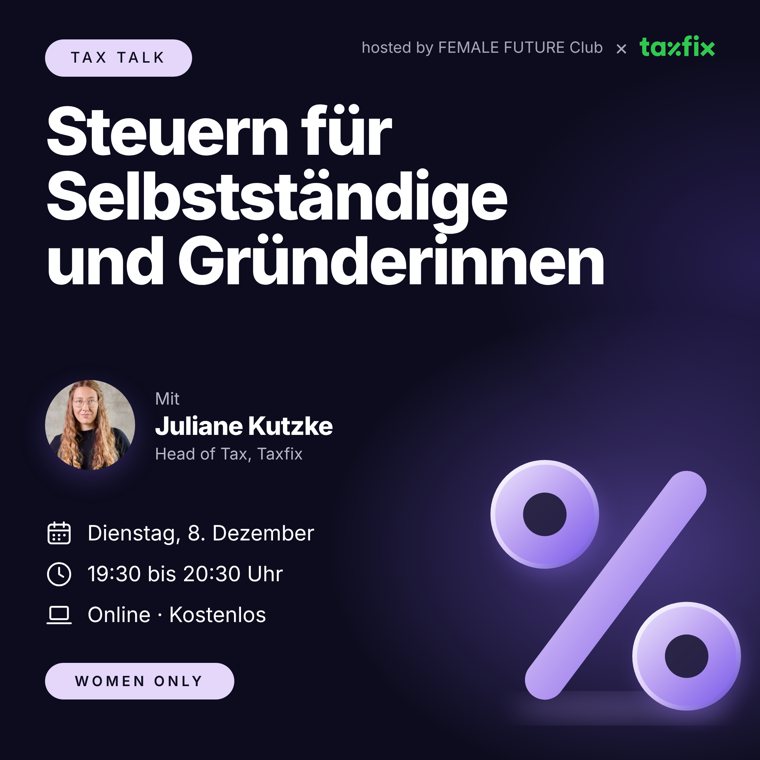 TAX TALK
hosted by FEMALE FUTURE Club × taxfix
Steuern für
Selbstständige
und Gründerinnen
Mit
Juliane Kutzke
Head of Tax, Taxfix
Dienstag, 8. Dezember
19:30 bis 20:30 Uhr
Online · Kostenlos
WOMEN ONLY
%